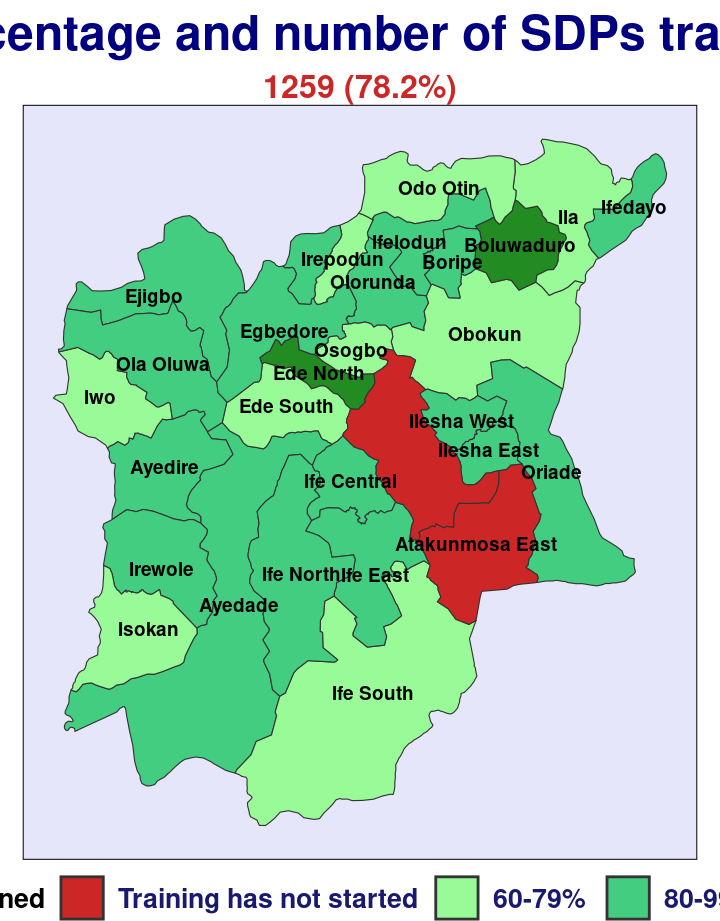 centage and number of SDPs tra
1259 (78.2%)
Odo Otin
Ifedayo
Ila
Ifelodun
Boluwaduro
Irepodun
Boripe
Olorunda
Ejigbo
Egbedore
Obokun
Osogbo
Ola Oluwa
Ede North
Iwo
Ede South
Ilesha West
Ilesha East
Ayedire
Oriade
Ife Central
Atakunmosa East
Irewole
Ife North
Ife East
Ayedade
Isokan
Ife South
ned Training has not started 60-79% 80-9